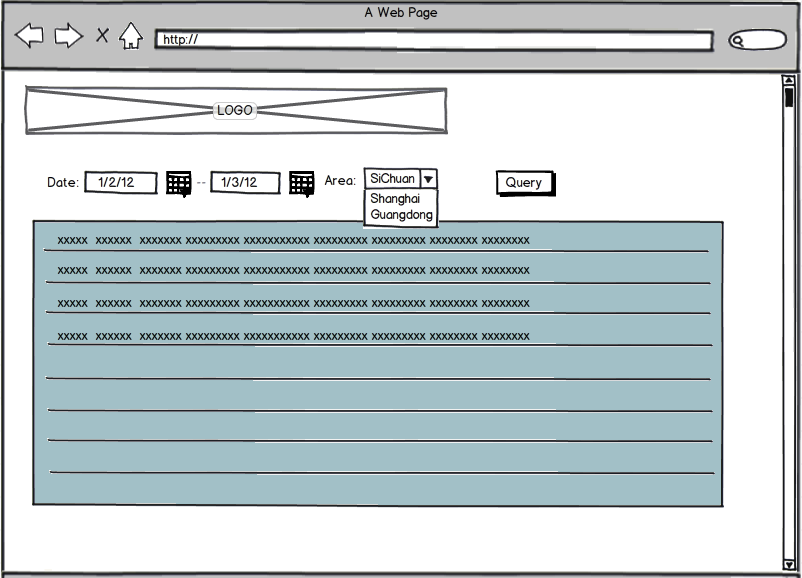 A Web Page
http://
LOGO
Date: 1/2/12 -- 1/3/12 Area: SiChuan Query
Shanghai
Guangdong
xxxxx xxxxxx xxxxxxx xxxxxxxxx xxxxxxxxxxx xxxxxxxxx xxxxxxxxx xxxxxxxx xxxxxxxx
xxxxx xxxxxx xxxxxxx xxxxxxxxx xxxxxxxxxxx xxxxxxxxx xxxxxxxxx xxxxxxxx xxxxxxxx
xxxxx xxxxxx xxxxxxx xxxxxxxxx xxxxxxxxxxx xxxxxxxxx xxxxxxxxx xxxxxxxx xxxxxxxx
xxxxx xxxxxx xxxxxxx xxxxxxxxx xxxxxxxxxxx xxxxxxxxx xxxxxxxxx xxxxxxxx xxxxxxxx